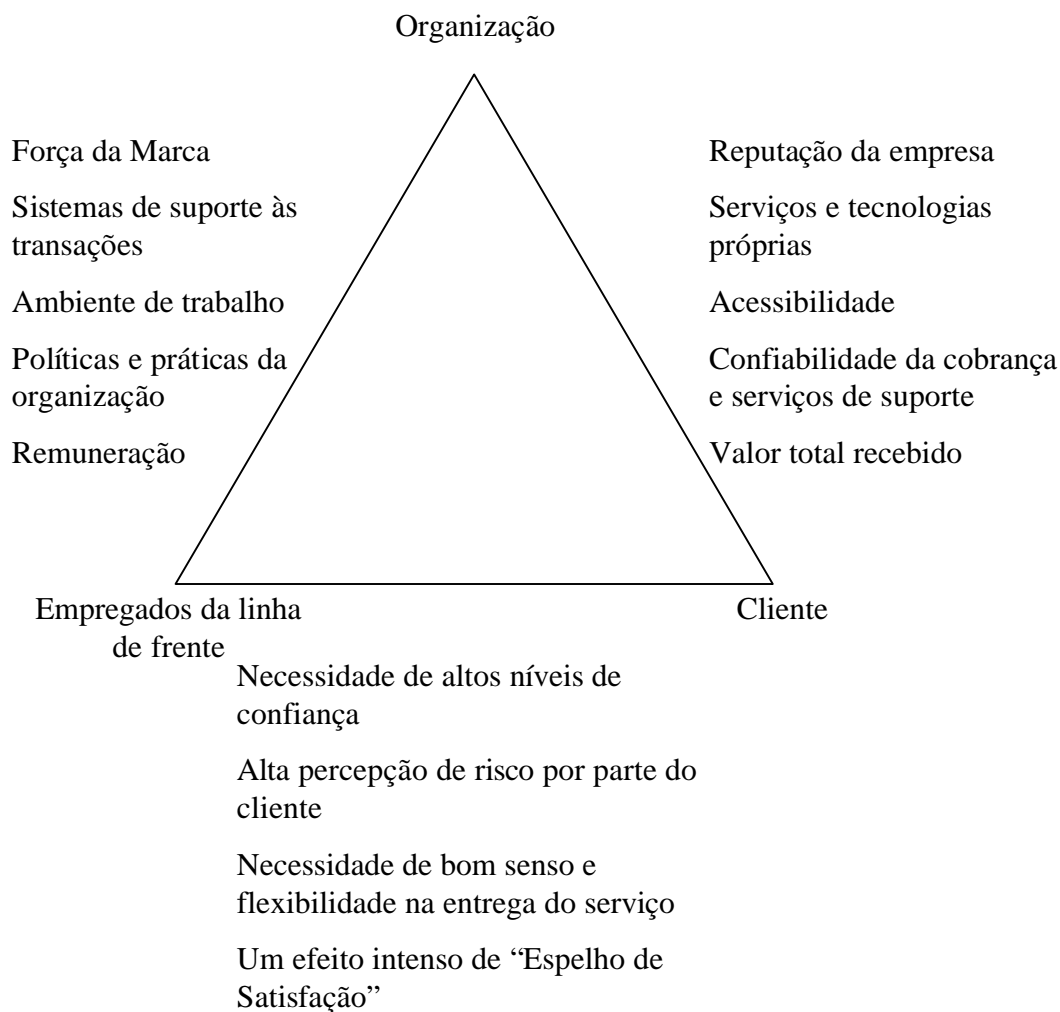 Organização
Força da Marca
Sistemas de suporte às
transações
Ambiente de trabalho
Políticas e práticas da
organização
Remuneração
Reputação da empresa
Serviços e tecnologias
próprias
Acessibilidade
Confiabilidade da cobrança
e serviços de suporte
Valor total recebido
Empregados da linha
de frente
Cliente
Necessidade de altos níveis de
confiança
Alta percepção de risco por parte do
cliente
Necessidade de bom senso e
flexibilidade na entrega do serviço
Um efeito intenso de “Espelho de
Satisfação”